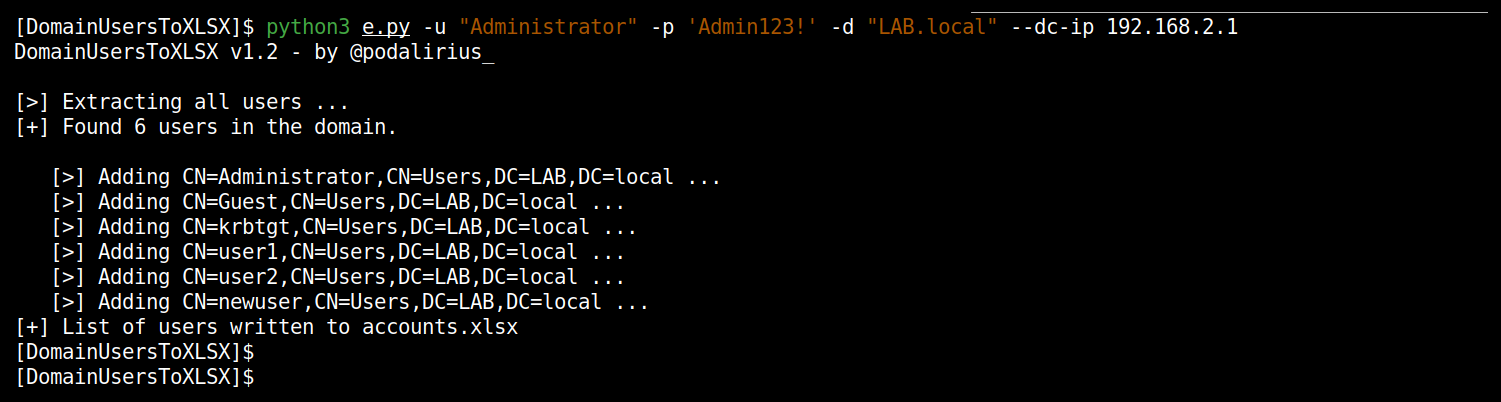 [DomainUsersToXLSX]$ python3 e.py -u "Administrator" -p 'Admin123!' -d "LAB.local" --dc-ip 192.168.2.1
DomainUsersToXLSX v1.2 - by @podalirius_
[>] Extracting all users ...
[+] Found 6 users in the domain.
[>] Adding CN=Administrator,CN=Users,DC=LAB,DC=local ...
[>] Adding CN=Guest,CN=Users,DC=LAB,DC=local ...
[>] Adding CN=krbtgt,CN=Users,DC=LAB,DC=local ...
[>] Adding CN=user1,CN=Users,DC=LAB,DC=local ...
[>] Adding CN=user2,CN=Users,DC=LAB,DC=local ...
[>] Adding CN=newuser,CN=Users,DC=LAB,DC=local ...
[+] List of users written to accounts.xlsx
[DomainUsersToXLSX]$
[DomainUsersToXLSX]$